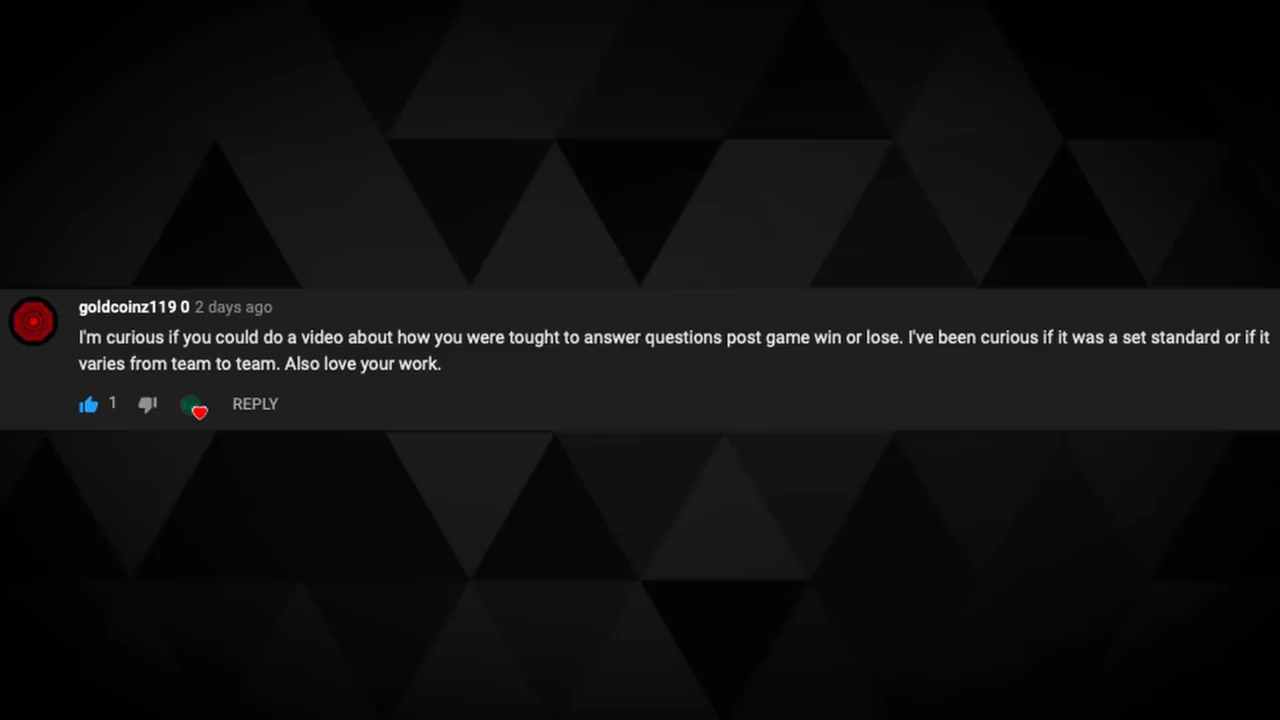 goldcoinz119 0 2 days ago
I'm curious if you could do a video about how you were tought to answer questions post game win or lose. I've been curious if it was a set standard or if it
varies from team to team. Also love your work.
1 REPLY